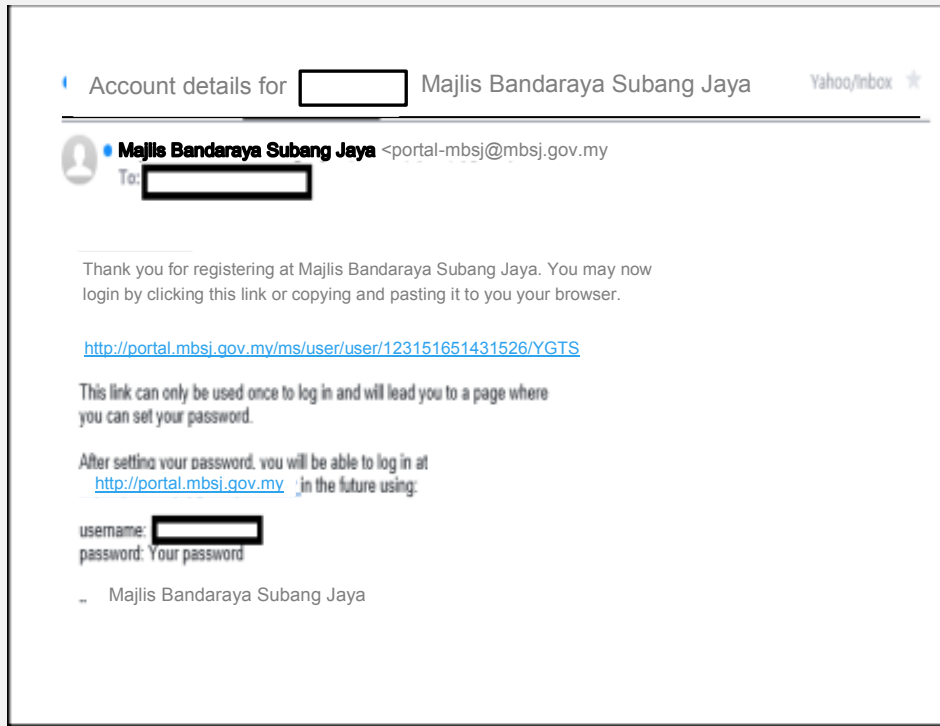 Account details for Majlis Bandaraya Subang Jaya Yahoo/Inbox
Majlis Bandaraya Subang Jaya <portal-mbsj@mbsj.gov.my
To:
Thank you for registering at Majlis Bandaraya Subang Jaya. You may now
login by clicking this link or copying and pasting it to you your browser.
http://portal.mbsj.gov.my/ms/user/user/123151651431526/YGTS
This link can only be used once to log in and will lead you to a page where
you can set your password.
After setting your password, you will be able to log in at
http://portal.mbsj.gov.my in the future using:
username:
password: Your password
-- Majlis Bandaraya Subang Jaya